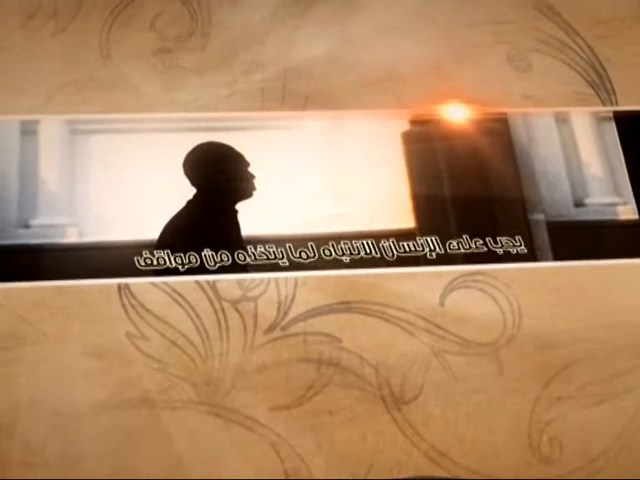 يجب على الإنسان الانتباه لما يتخذه من مواقف